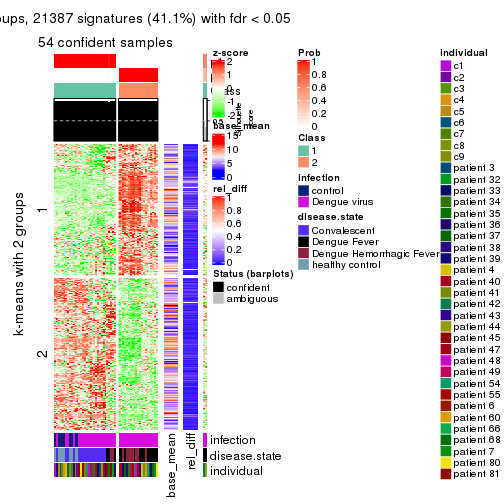 oups, 21387 signatures (41.1%) with fdr < 0.05
54 confident samples
k-means with 2 groups
1
2
z-score
2
1
-1
-2
base_mean
15
10
5
0
rel_diff
1
0.8
0.6
0.4
0.2
0
Status (barplots)
confident
ambiguous
Prob
1
0.8
0.6
0.4
0.2
0
Class
1
2
infection
control
Dengue virus
disease.state
Convalescent
Dengue Fever
Dengue Hemorrhagic Fever
healthy control
individual
c1
c2
c3
c4
c5
c6
c7
c8
c9
patient 3
patient 32
patient 33
patient 34
patient 35
patient 36
patient 37
patient 38
patient 39
patient 4
patient 40
patient 41
patient 42
patient 43
patient 44
patient 45
patient 47
patient 48
patient 49
patient 54
patient 55
patient 6
patient 60
patient 66
patient 68
patient 7
patient 80
patient 81
infection
disease.state
individual
base_mean
rel_diff